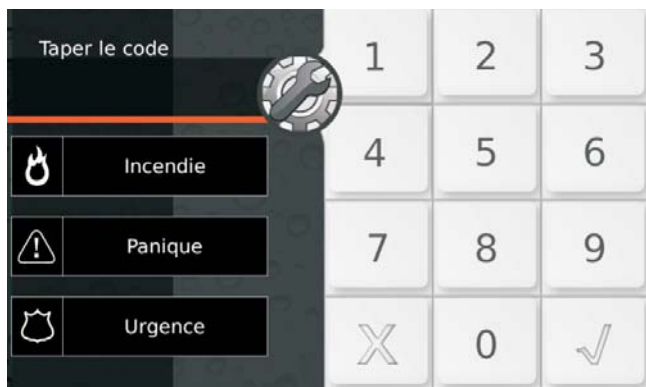 Taper le code
1 2 3
4 5 6
7 8 9
X 0 √
Incendie
Panique
Urgence